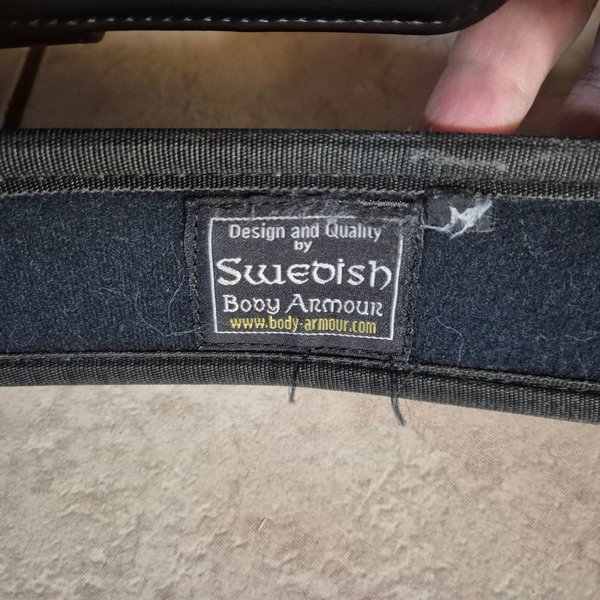 Design and Quality
by
Swedish
Body Armour
www.body-armour.com